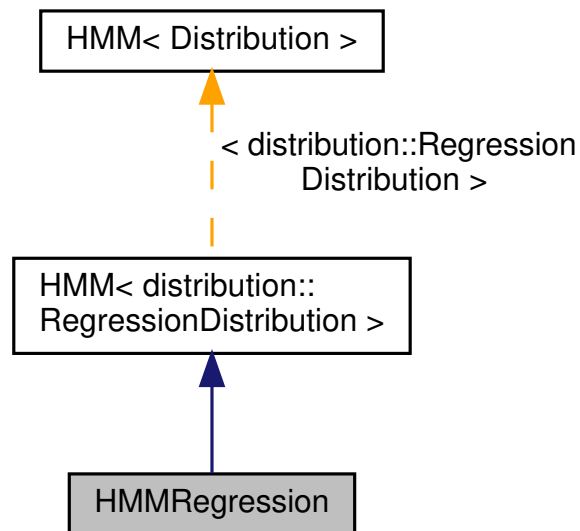 HMM< Distribution >
< distribution::Regression
Distribution >
HMM< distribution::
RegressionDistribution >
HMMRegression